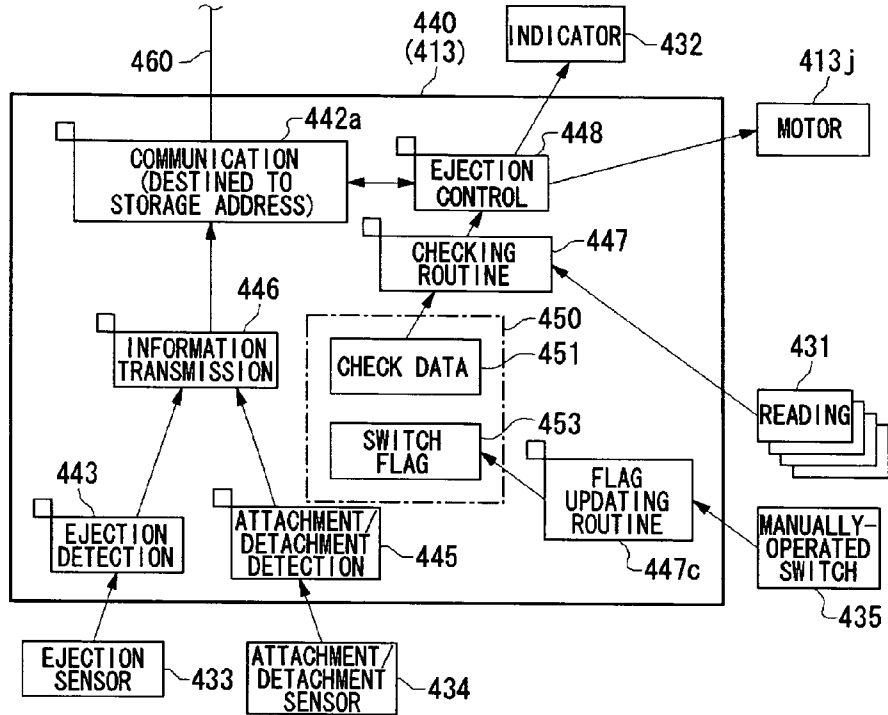 440
(413)
INDICATOR
432
460
413j
442a
448
MOTOR
COMMUNICATION
(DESTINED TO
STORAGE ADDRESS)
EJECTION
CONTROL
CHECKING
ROUTINE
447
446
450
INFORMATION
TRANSMISSION
CHECK DATA
451
431
READING
453
SWITCH
FLAG
443
FLAG
UPDATING
ROUTINE
EJECTION
DETECTION
ATTACHMENT/
DETACHMENT
DETECTION
445
447c
MANUALLY-
OPERATED
SWITCH
435
EJECTION
SENSOR
433
ATTACHMENT/
DETACHMENT
SENSOR
434